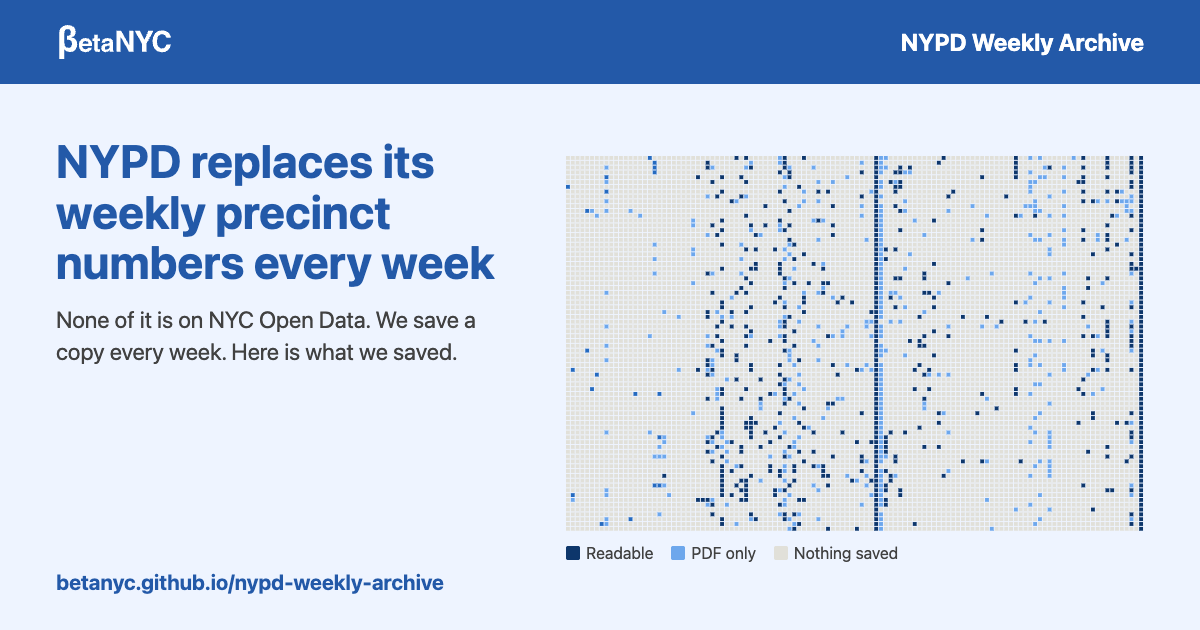 βetaNYC
NYPD Weekly Archive
NYPD replaces its
weekly precinct
numbers every week
None of it is on NYC Open Data. We save a
copy every week. Here is what we saved.
Readable
PDF only
Nothing saved
betanyc.github.io/nypd-weekly-archive